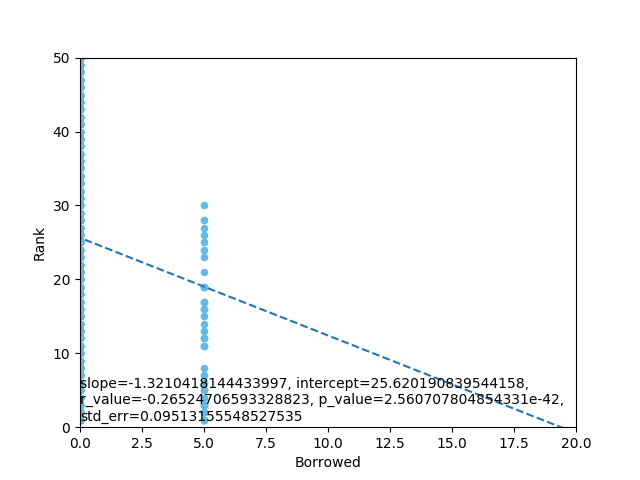 50
40
30
20
10
0
Rank
slope=-1.3210418144433997, intercept=25.620190839544158,
r_value=-0.26524706593328823, p_value=2.560707804854331e-42,
std_err=0.09513155548527535
0.0 2.5 5.0 7.5 10.0 12.5 15.0 17.5 20.0
Borrowed